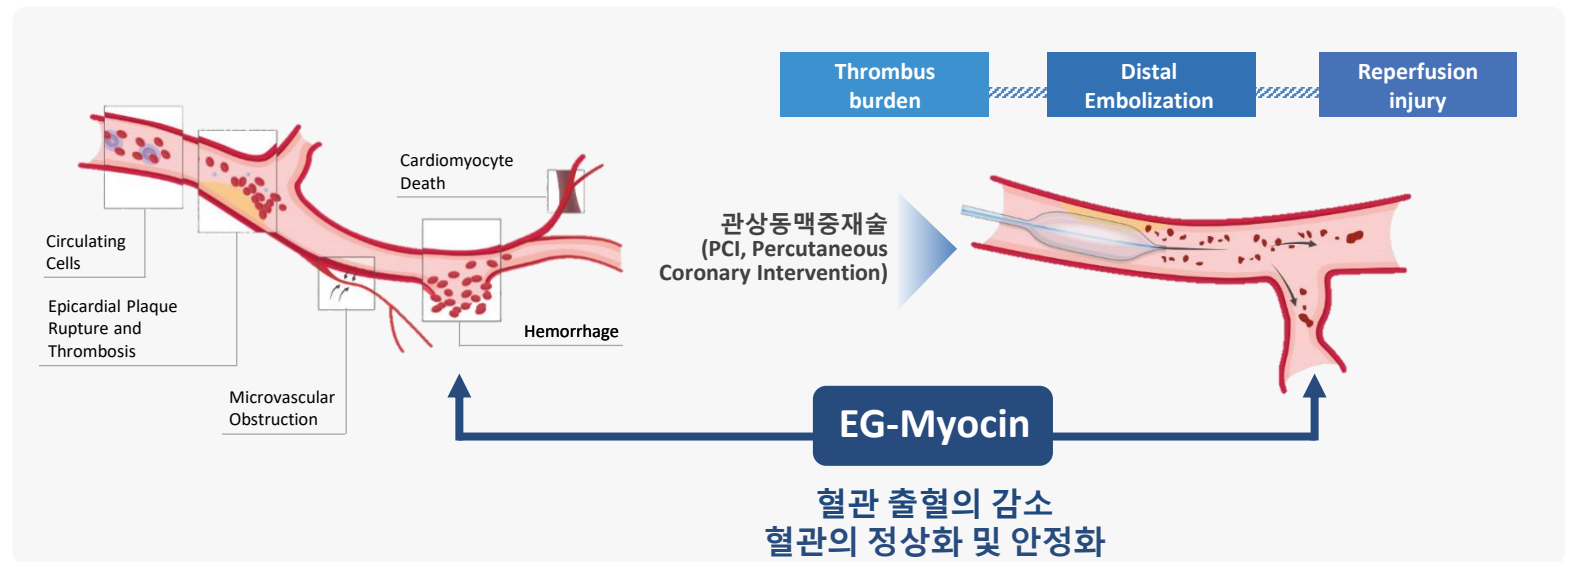 Thrombus
burden
Distal
Embolization
Reperfusion
injury
Cardiomyocyte
Death
Circulating
Cells
Epicardial Plaque
Rupture and
Thrombosis
Microvascular
Obstruction
Hemorrhage
관상동맥중재술
(PCI, Percutaneous
Coronary Intervention)
EG-Myocin
혈관 출혈의 감소
혈관의 정상화 및 안정화